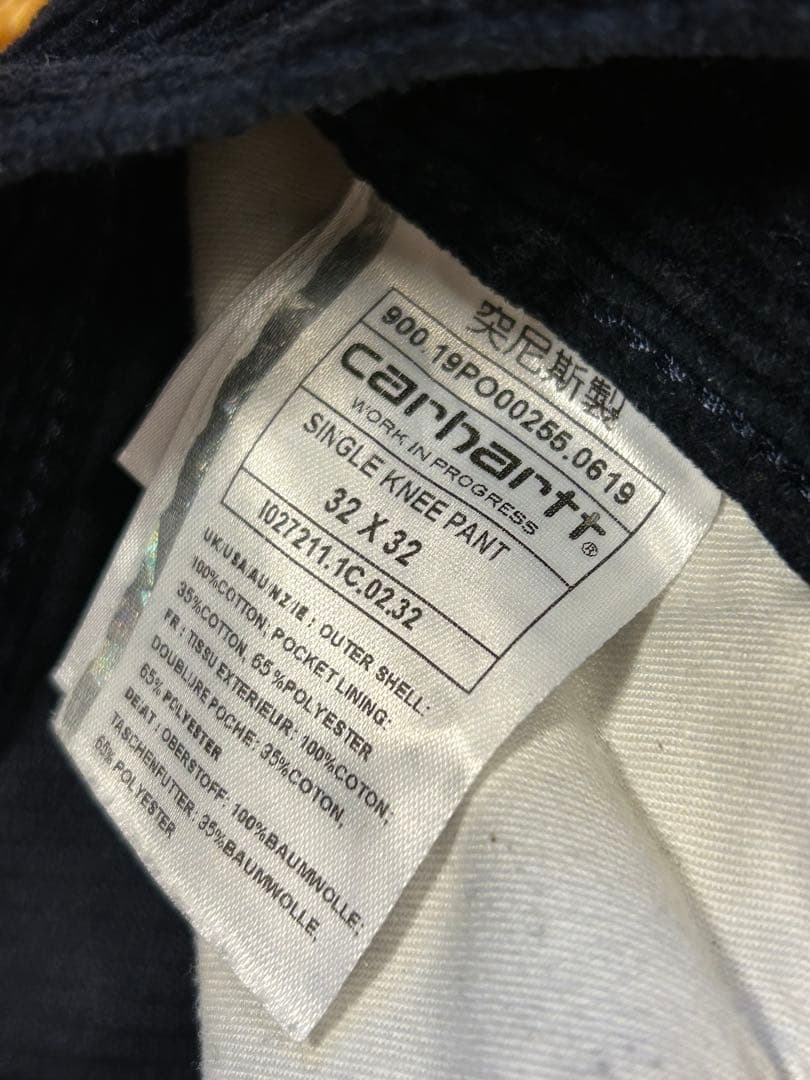 突尼斯製
900.19PO00255.0619
carhartt®
WORK IN PROGRESS
SINGLE KNEE PANT
32 X 32
I027211.1C.02.32
UK/USA/AU/NZ/IE : OUTER SHELL:
100%COTTON; POCKET LINING:
35%COTTON, 65 %POLYESTER
FR : TISSU EXTERIEUR: 100%COTON;
DOUBLURE POCHE: 35%COTON,
65% POLYESTER
DE/AT : OBERSTOFF: 100%BAUMWOLLE;
TASCHENFUTTER: 35%BAUMWOLLE,
65% POLYESTER